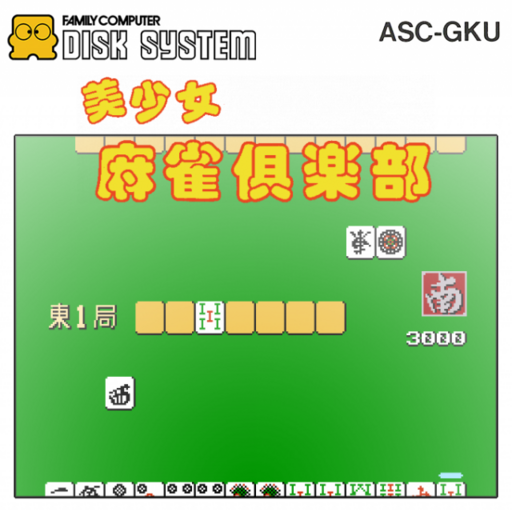 FAMILY COMPUTER
DISK SYSTEM
ASC-GKU
美少女
麻雀倶楽部
南
東1局
3000